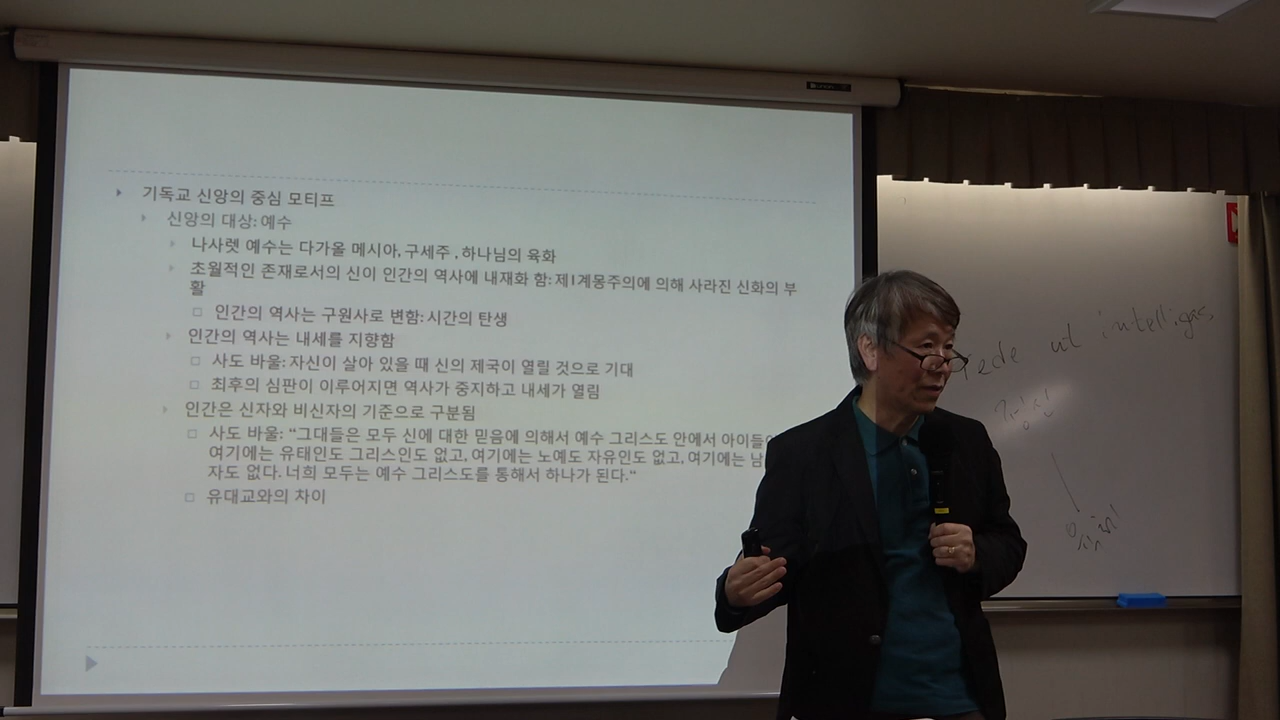 기독교 신앙의 중심 모티프
신앙의 대상: 예수
나사렛 예수는 다가올 메시아, 구세주 , 하나님의 육화
초월적인 존재로서의 신이 인간의 역사에 내재화 함: 제1계몽주의에 의해 사라진 신화의 부
활
인간의 역사는 구원사로 변함: 시간의 탄생
인간의 역사는 내세를 지향함
사도 바울: 자신이 살아 있을 때 신의 제국이 열릴 것으로 기대
최후의 심판이 이루어지면 역사가 중지하고 내세가 열림
인간은 신자와 비신자의 기준으로 구분됨
사도 바울: “그대들은 모두 신에 대한 믿음에 의해서 예수 그리스도 안에서 아이들
여기에는 유태인도 그리스인도 없고, 여기에는 노예도 자유인도 없고, 여기에는 남
자도 없다. 너희 모두는 예수 그리스도를 통해서 하나가 된다.“
유대교와의 차이
ut intelligas,